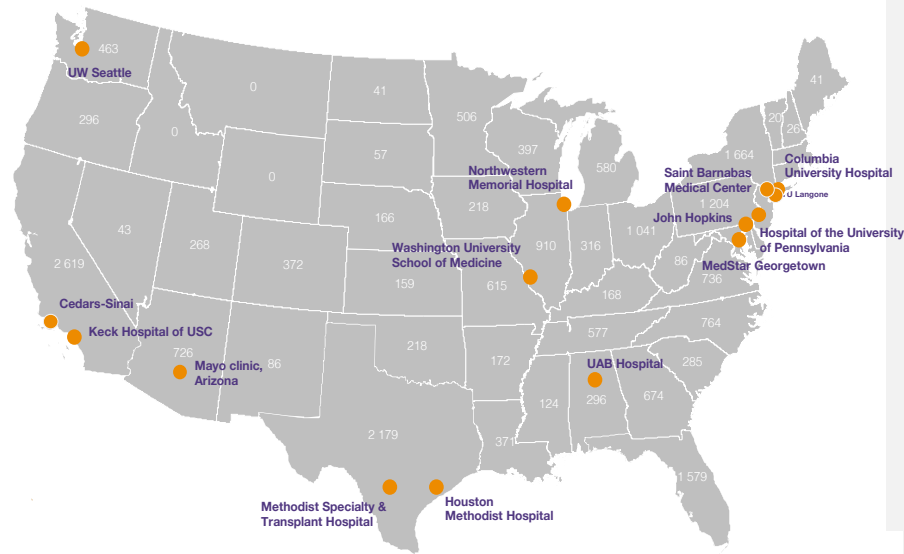 41
463
20
26
UW Seattle
0
41
506
296
0
57
397
580
1 664
Columbia
University Hospital
Northwestern
Memorial Hospital
Saint Barnabas
Medical Center
U Langone
0
166
218
1 204
John Hopkins
43
268
372
Washington University
School of Medicine
910
316
1 041
Hospital of the University
of Pennsylvania
86
MedStar Georgetown
736
2 619
159
615
168
Cedars-Sinai
Keck Hospital of USC
764
577
726
86
Mayo clinic,
Arizona
218
172
UAB Hospital
285
124
296
674
2 179
371
1 579
Methodist Specialty &
Transplant Hospital
Houston
Methodist Hospital